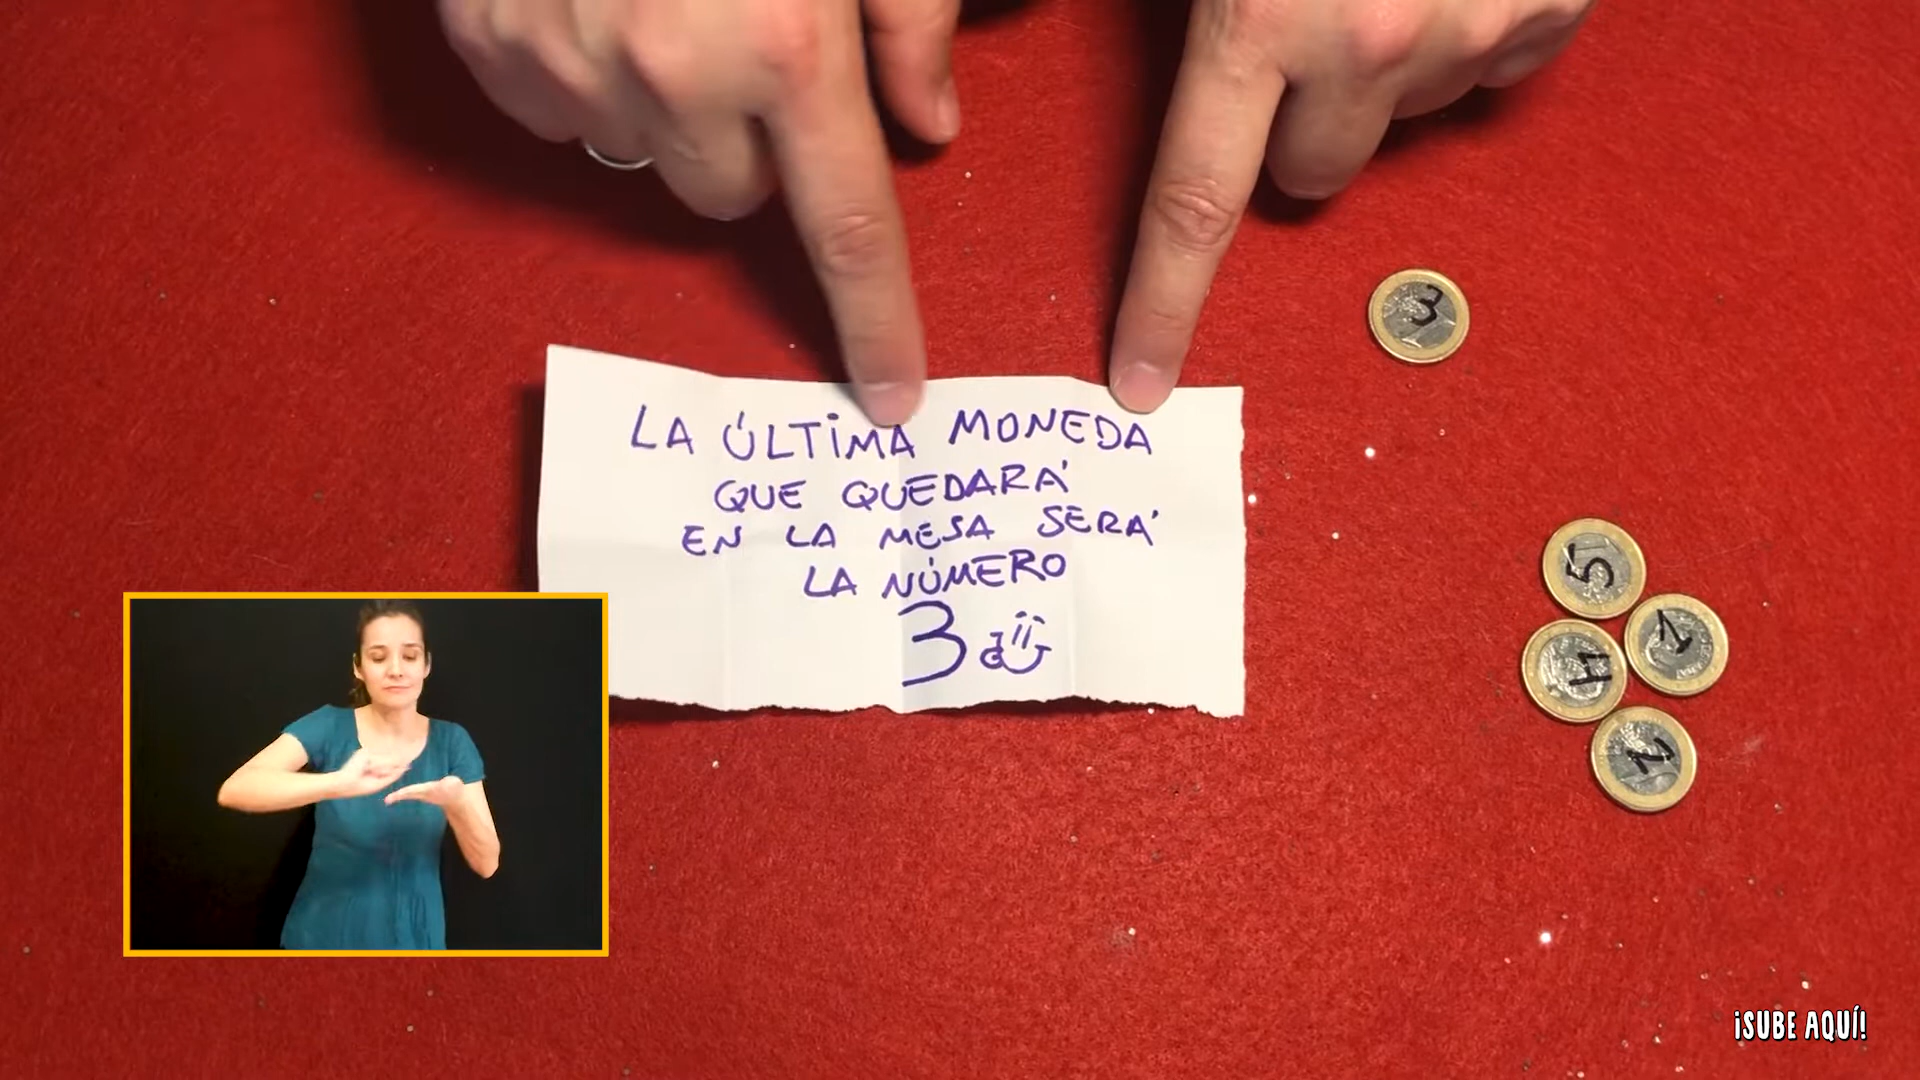 LA ÚLTIMA MONEDA
QUE QUEDARÁ
EN LA MESA SERÁ
LA NÚMERO
3
3
5
1
4
2
¡SUBE AQUÍ!